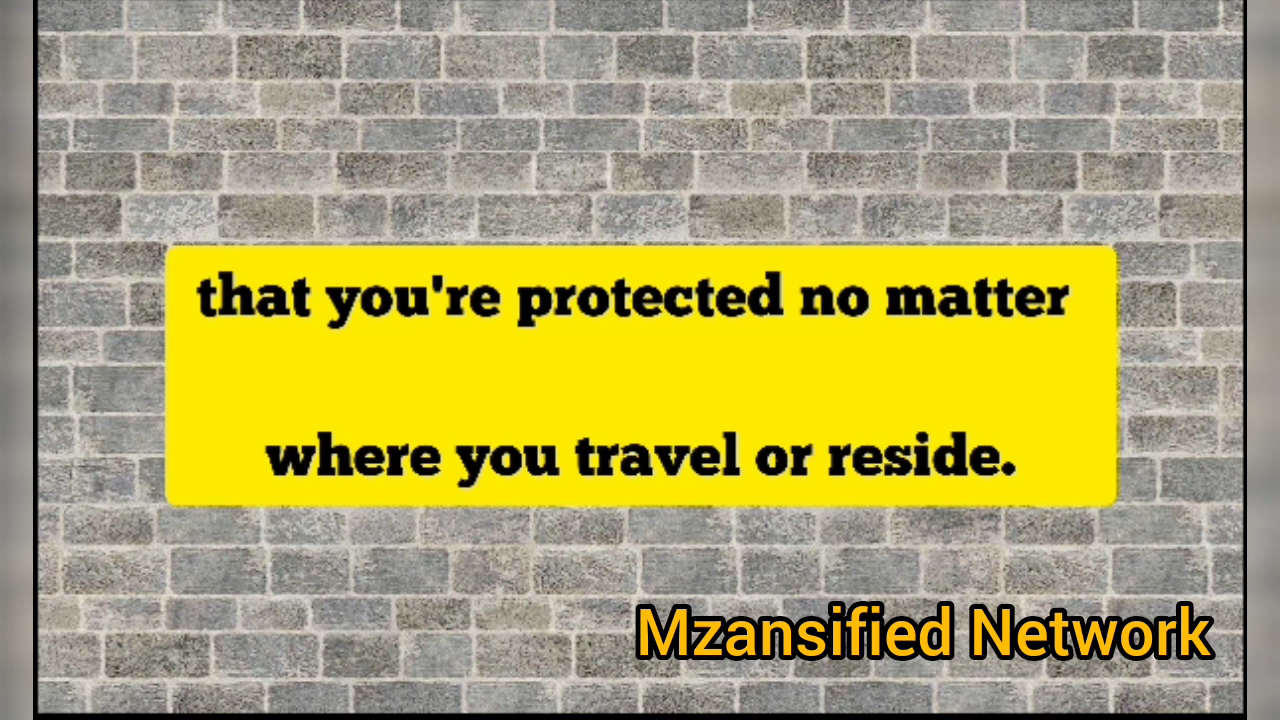 that you're protected no matter
where you travel or reside.
Mzansified Network